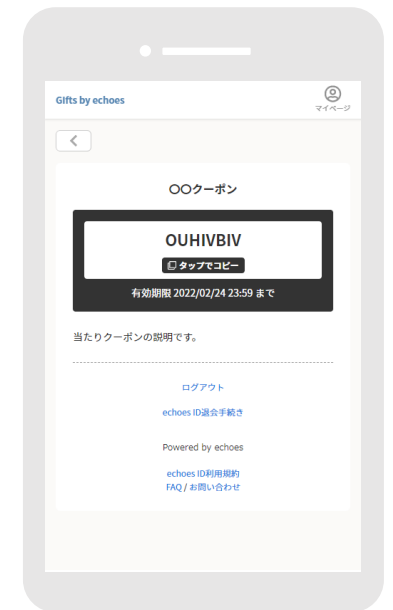 Gifts by echoes
マイページ
〇〇クーポン
OUHIVBIV
タップでコピー
有効期限 2022/02/24 23:59 まで
当たりクーポンの説明です。
ログアウト
echoes ID退会手続き
Powered by echoes
echoes ID利用規約
FAQ / お問い合わせ